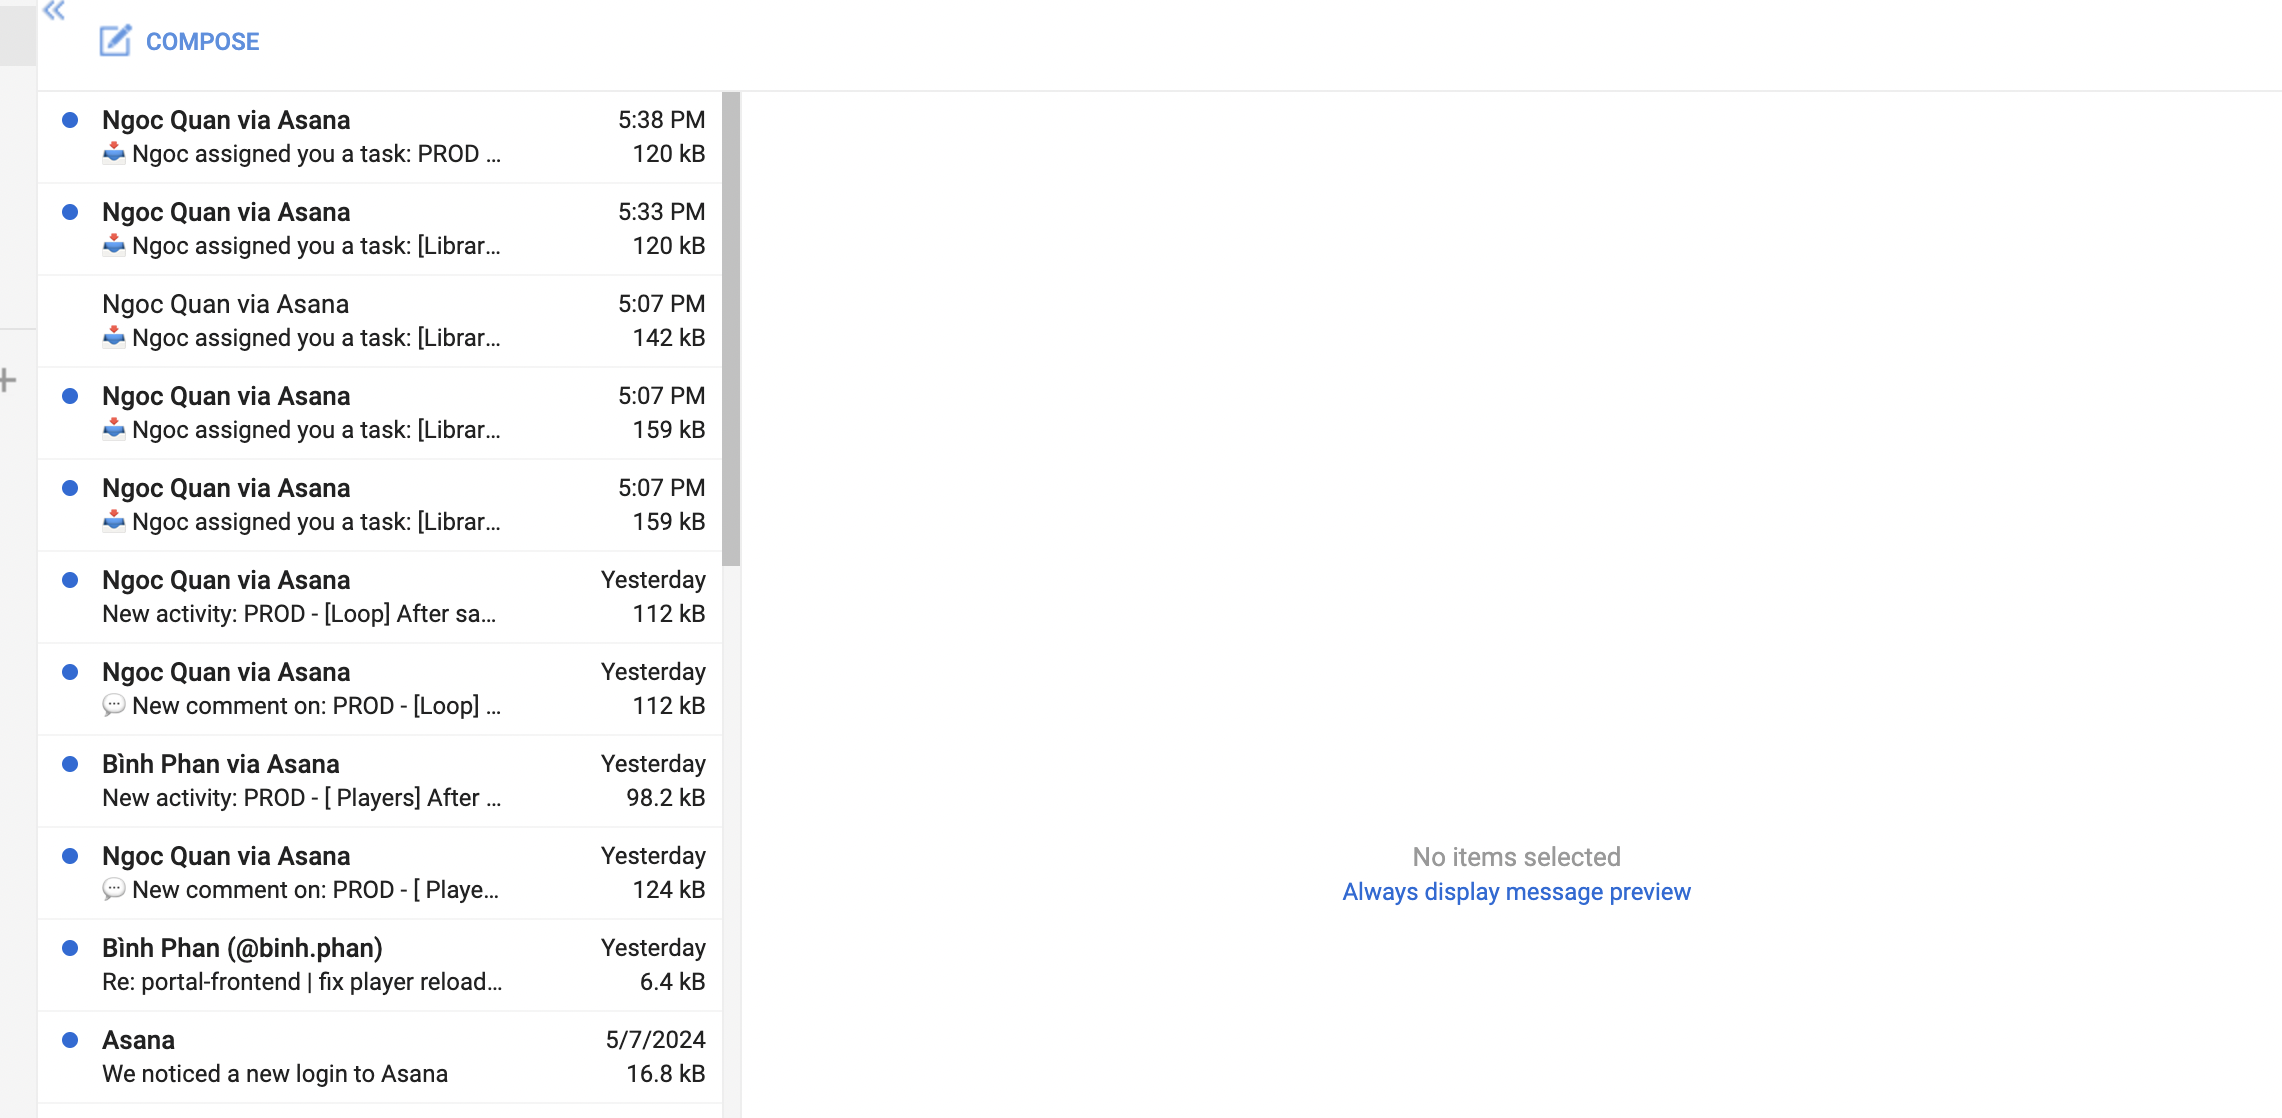 COMPOSE
Ngoc Quan via Asana 5:38 PM
Ngoc assigned you a task: PROD ... 120 kB
Ngoc Quan via Asana 5:33 PM
Ngoc assigned you a task: [Librar... 120 kB
Ngoc Quan via Asana 5:07 PM
Ngoc assigned you a task: [Librar... 142 kB
Ngoc Quan via Asana 5:07 PM
Ngoc assigned you a task: [Librar... 159 kB
Ngoc Quan via Asana 5:07 PM
Ngoc assigned you a task: [Librar... 159 kB
Ngoc Quan via Asana Yesterday
New activity: PROD - [Loop] After sa... 112 kB
Ngoc Quan via Asana Yesterday
New comment on: PROD - [Loop] ... 112 kB
Bình Phan via Asana Yesterday
New activity: PROD - [ Players] After ... 98.2 kB
Ngoc Quan via Asana Yesterday
New comment on: PROD - [ Playe... 124 kB
Bình Phan (@binh.phan) Yesterday
Re: portal-frontend | fix player reload... 6.4 kB
Asana 5/7/2024
We noticed a new login to Asana 16.8 kB
No items selected
Always display message preview